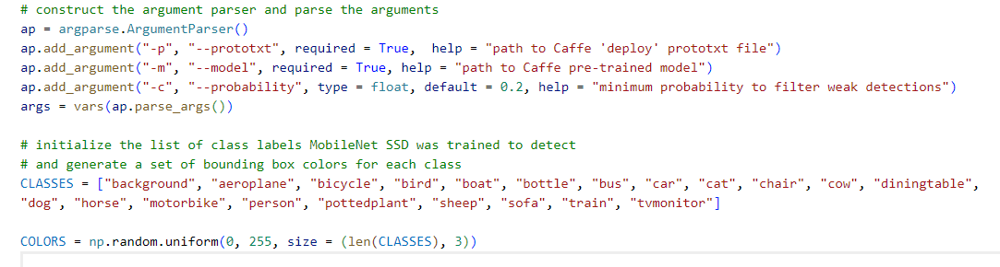 # construct the argument parser and parse the arguments
ap = argparse.ArgumentParser()
ap.add_argument("-p", "--prototxt", required = True,  help = "path to Caffe 'deploy' prototxt file")
ap.add_argument("-m", "--model", required = True, help = "path to Caffe pre-trained model")
ap.add_argument("-c", "--probability", type = float, default = 0.2, help = "minimum probability to filter weak detections")
args = vars(ap.parse_args())
# initialize the list of class labels MobileNet SSD was trained to detect
# and generate a set of bounding box colors for each class
CLASSES = ["background", "aeroplane", "bicycle", "bird", "boat", "bottle", "bus", "car", "cat", "chair", "cow", "diningtable",
"dog", "horse", "motorbike", "person", "pottedplant", "sheep", "sofa", "train", "tvmonitor"]
COLORS = np.random.uniform(0, 255, size = (len(CLASSES), 3))